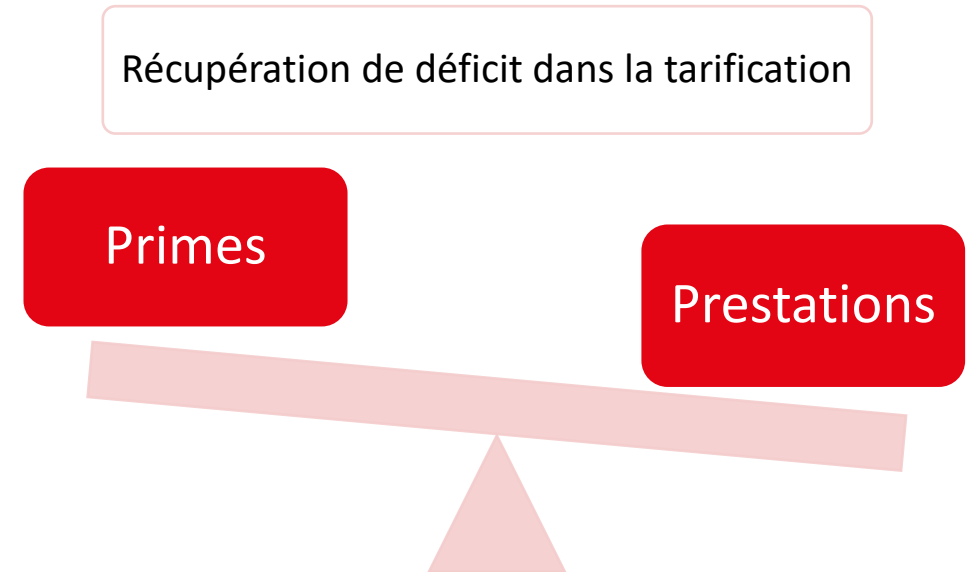 Récupération de déficit dans la tarification
Primes
Prestations